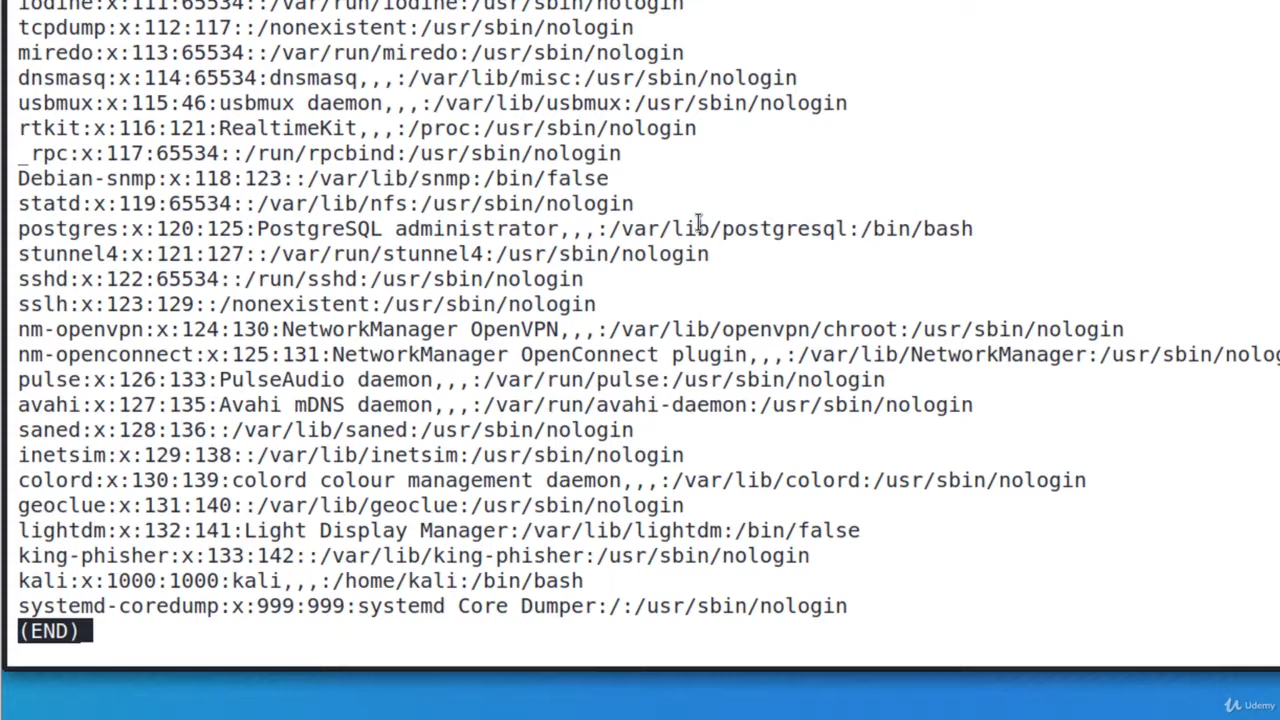 iodine:x:111:65534::/var/run/iodine:/usr/sbin/nologin
tcpdump:x:112:117::/nonexistent:/usr/sbin/nologin
miredo:x:113:65534::/var/run/miredo:/usr/sbin/nologin
dnsmasq:x:114:65534:dnsmasq,,,:/var/lib/misc:/usr/sbin/nologin
usbmux:x:115:46:usbmux daemon,,,:/var/lib/usbmux:/usr/sbin/nologin
rtkit:x:116:121:RealtimeKit,,,:/proc:/usr/sbin/nologin
_rpc:x:117:65534::/run/rpcbind:/usr/sbin/nologin
Debian-snmp:x:118:123::/var/lib/snmp:/bin/false
statd:x:119:65534::/var/lib/nfs:/usr/sbin/nologin
postgres:x:120:125:PostgreSQL administrator,,,:/var/lib/postgresql:/bin/bash
stunnel4:x:121:127::/var/run/stunnel4:/usr/sbin/nologin
sshd:x:122:65534::/run/sshd:/usr/sbin/nologin
sslh:x:123:129::/nonexistent:/usr/sbin/nologin
nm-openvpn:x:124:130:NetworkManager OpenVPN,,,:/var/lib/openvpn/chroot:/usr/sbin/nologin
nm-openconnect:x:125:131:NetworkManager OpenConnect plugin,,,:/var/lib/NetworkManager:/usr/sbin/nolog
pulse:x:126:133:PulseAudio daemon,,,:/var/run/pulse:/usr/sbin/nologin
avahi:x:127:135:Avahi mDNS daemon,,,:/var/run/avahi-daemon:/usr/sbin/nologin
saned:x:128:136::/var/lib/saned:/usr/sbin/nologin
inetsim:x:129:138::/var/lib/inetsim:/usr/sbin/nologin
colord:x:130:139:colord colour management daemon,,,:/var/lib/colord:/usr/sbin/nologin
geoclue:x:131:140::/var/lib/geoclue:/usr/sbin/nologin
lightdm:x:132:141:Light Display Manager:/var/lib/lightdm:/bin/false
king-phisher:x:133:142::/var/lib/king-phisher:/usr/sbin/nologin
kali:x:1000:1000:kali,,,:/home/kali:/bin/bash
systemd-coredump:x:999:999:systemd Core Dumper:/:/usr/sbin/nologin
(END)
Udemy